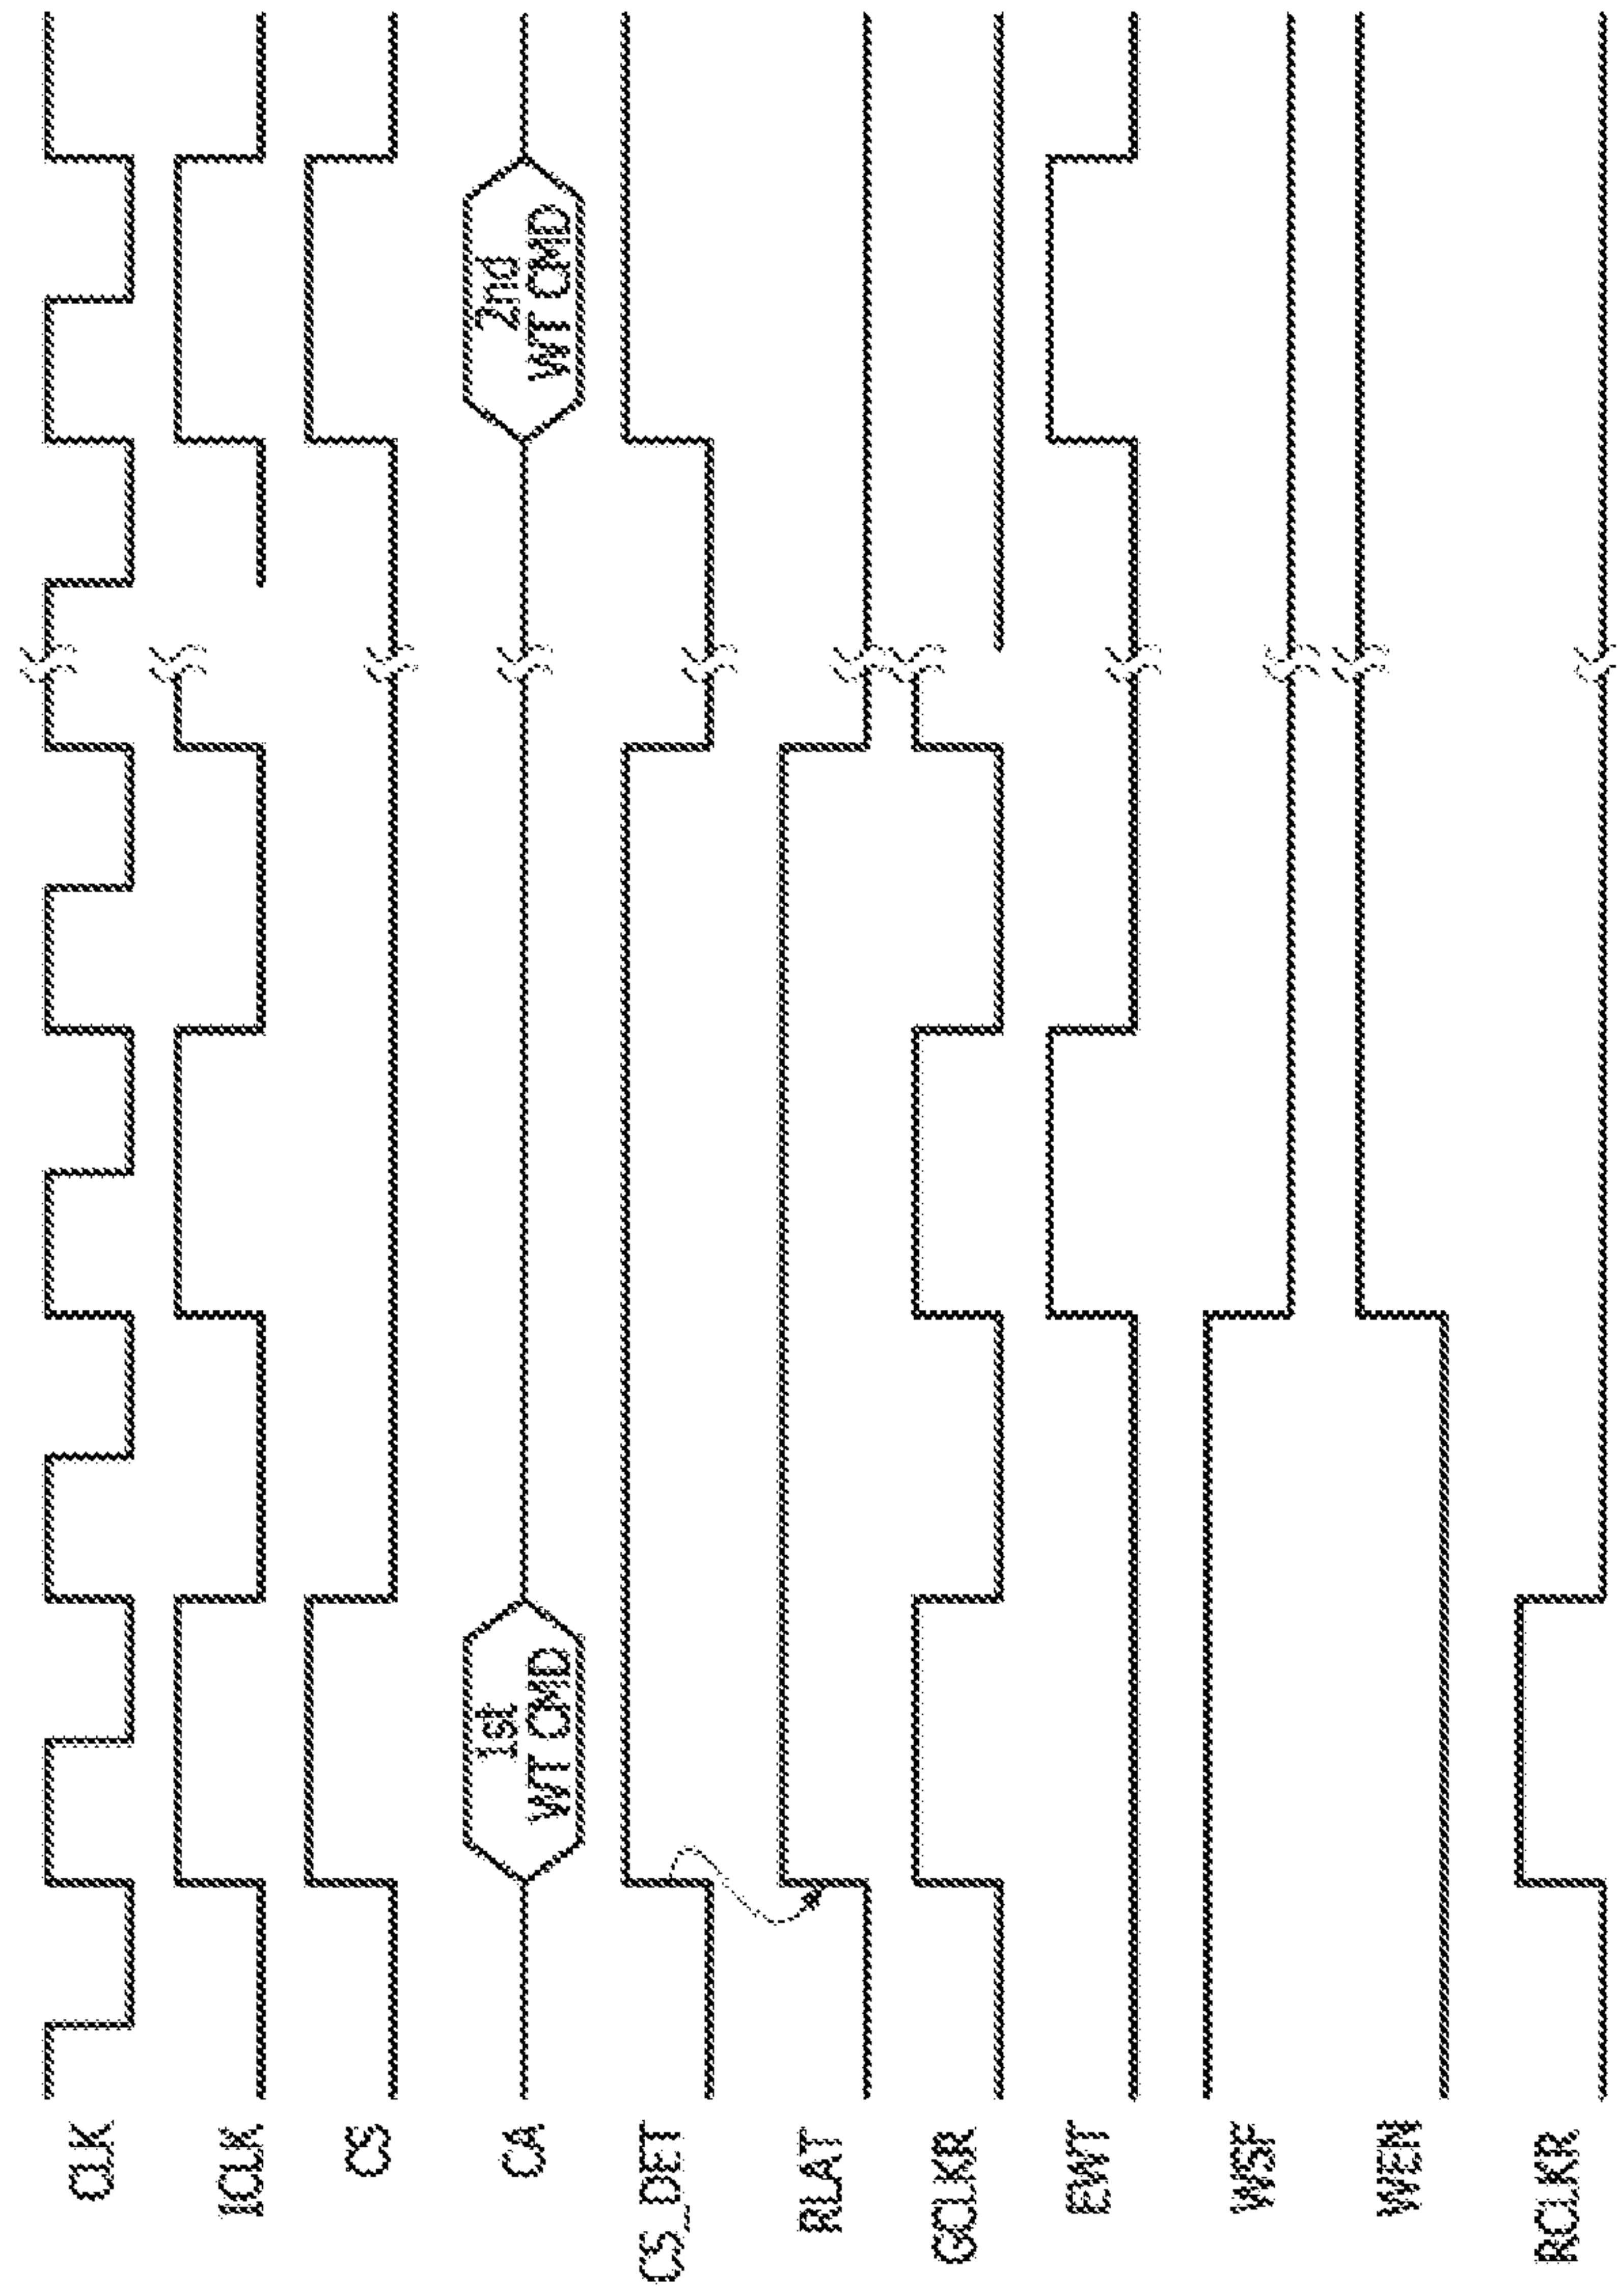 CLK
ICLK
CS
CA
1st
WT CMD
2nd
WT CMD
CS_DET
RLAT
GCLKR
EWT
WSF
WEN
RCLKR